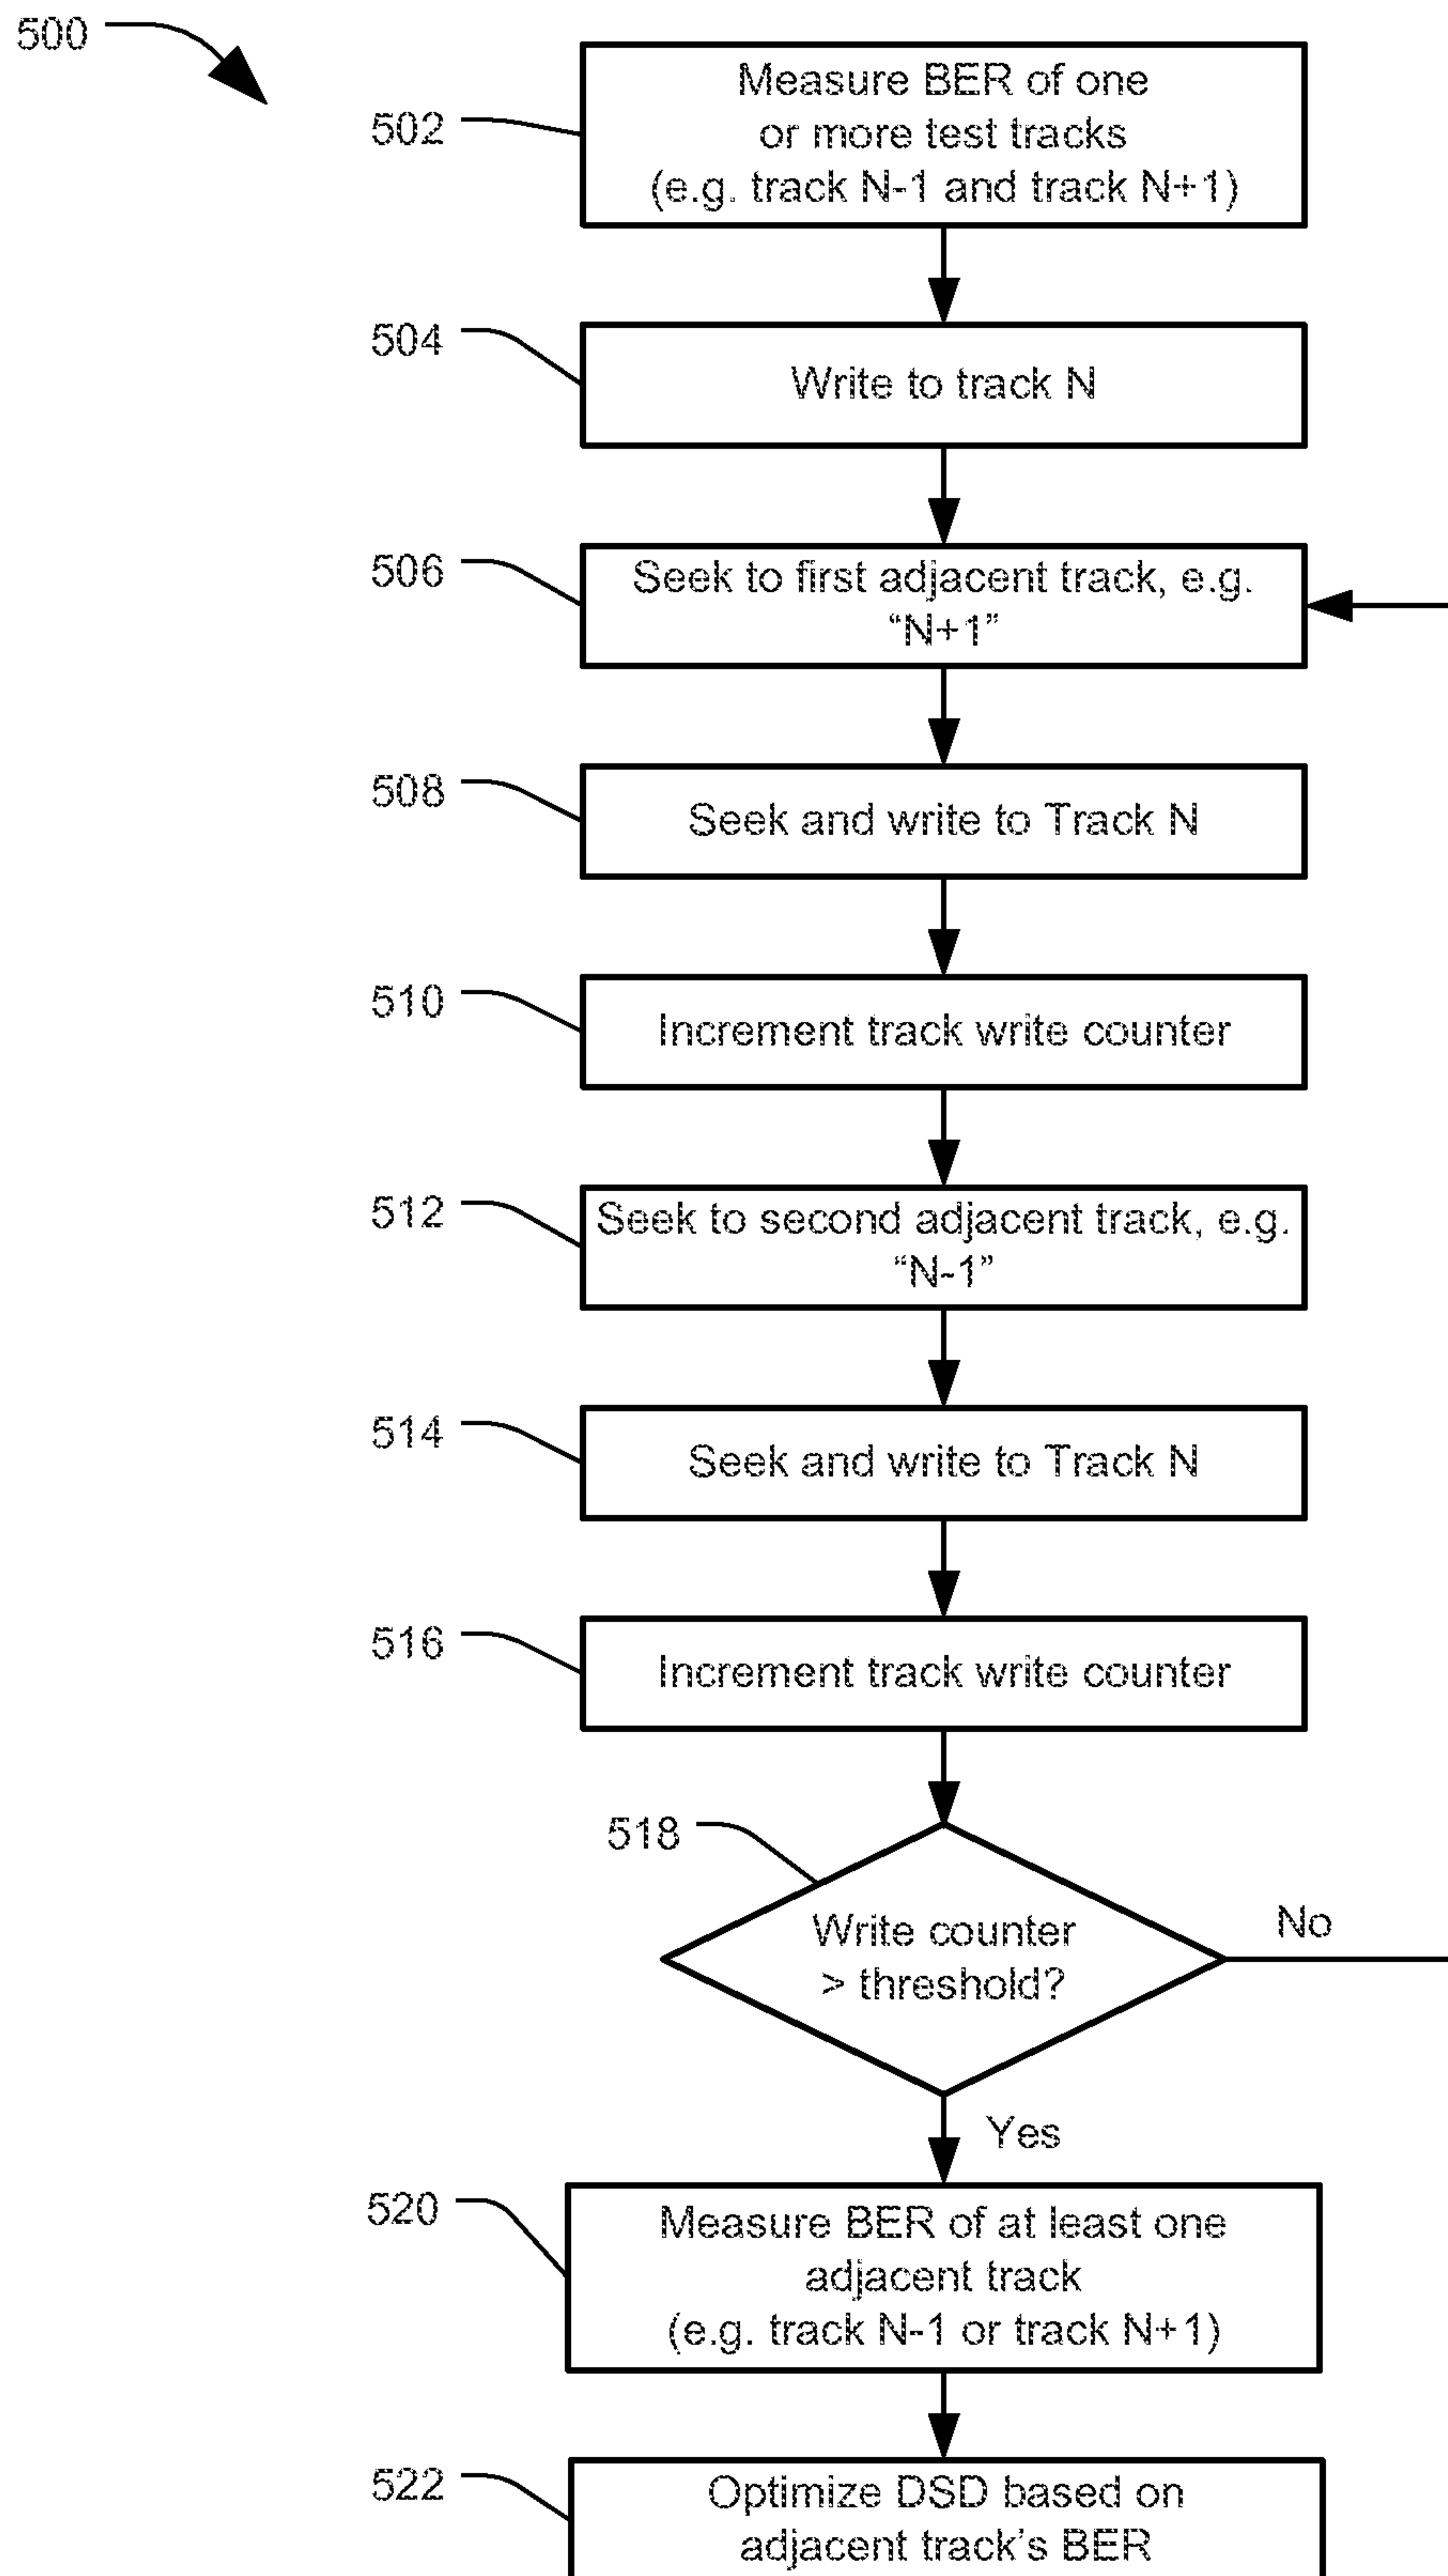 500
502
Measure BER of one
or more test tracks
(e.g. track N-1 and track N+1)
504
Write to track N
506
Seek to first adjacent track, e.g.
“N+1”
508
Seek and write to Track N
510
Increment track write counter
512
Seek to second adjacent track, e.g.
“N-1”
514
Seek and write to Track N
516
Increment track write counter
518
Write counter
> threshold?
No
Yes
520
Measure BER of at least one
adjacent track
(e.g. track N-1 or track N+1)
522
Optimize DSD based on
adjacent track’s BER